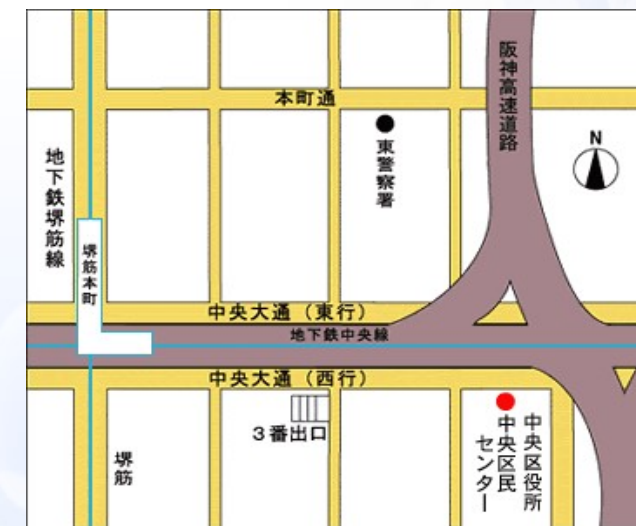 本町通
阪神高速道路
N
東警察署
地下鉄堺筋線
堺筋本町
中央大通（東行）
地下鉄中央線
中央大通（西行）
3番出口
堺筋
中央区役所
中央区民
センター